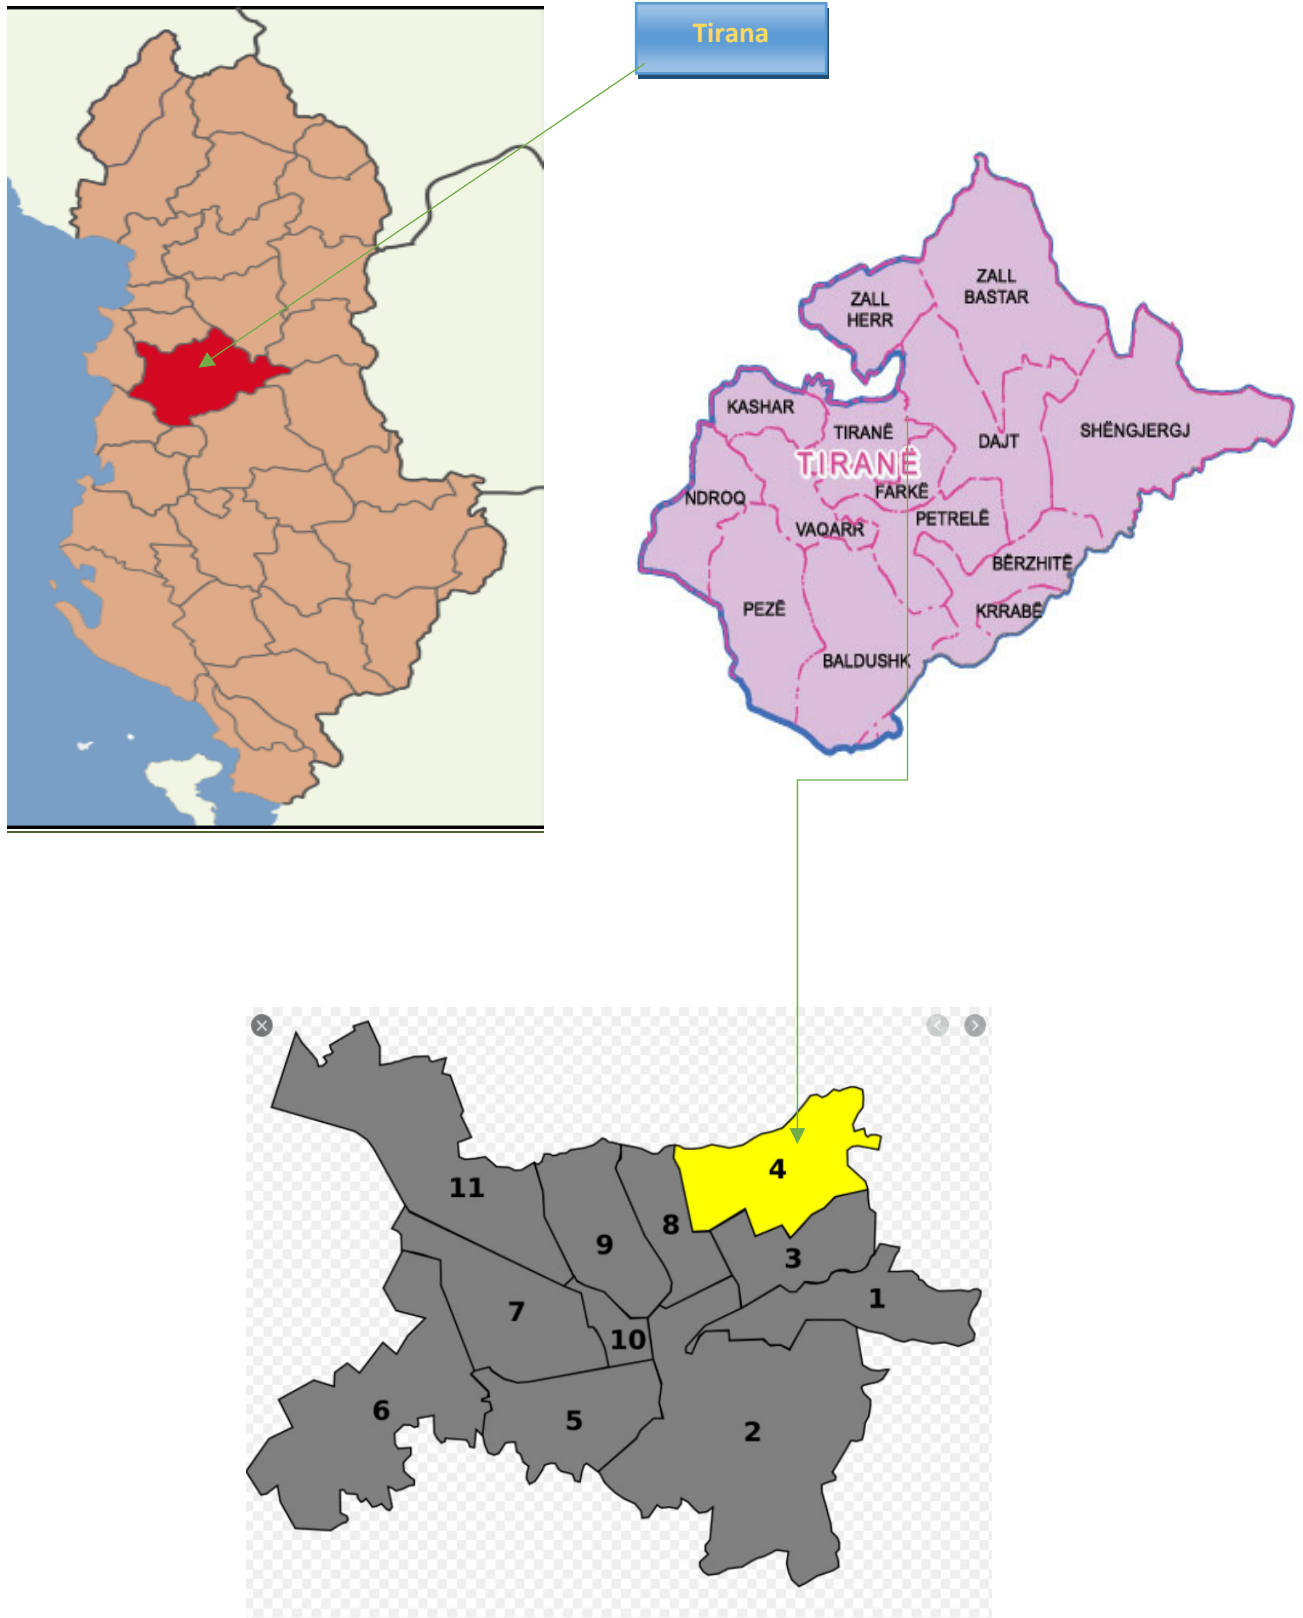 Tirana
ZALL
BASTAR
ZALL
HERR
KASHAR
TIRANË
DAJT
SHËNGJERGJ
TIRANË
NDROQ
FARKË
VAQARR
PETRELË
BËRZHITË
PEZË
KRRABË
BALDUSHK
4
11
8
9
3
1
7
10
6
5
2